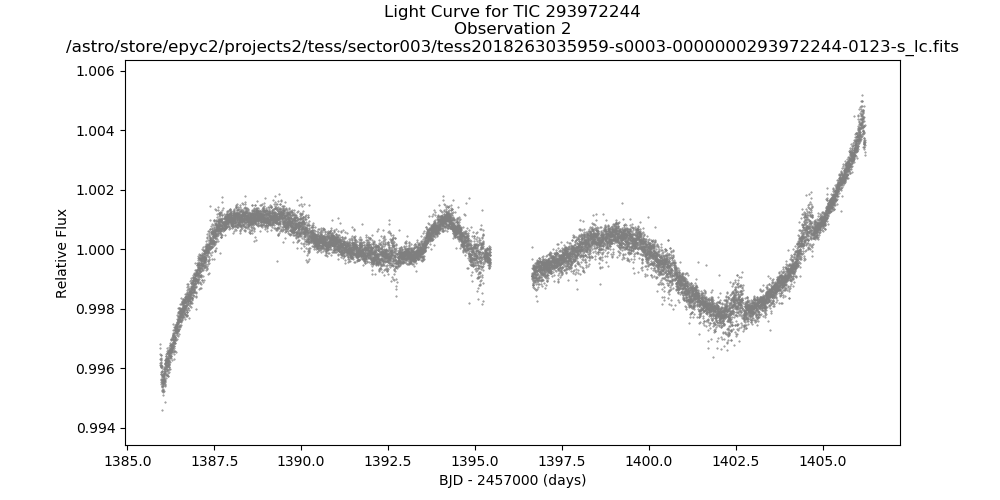 Light Curve for TIC 293972244
Observation 2
/astro/store/epyc2/projects2/tess/sector003/tess2018263035959-s0003-0000000293972244-0123-s_lc.fits
1.006
1.004
1.002
1.000
0.998
0.996
0.994
Relative Flux
1385.0 1387.5 1390.0 1392.5 1395.0 1397.5 1400.0 1402.5 1405.0
BJD - 2457000 (days)